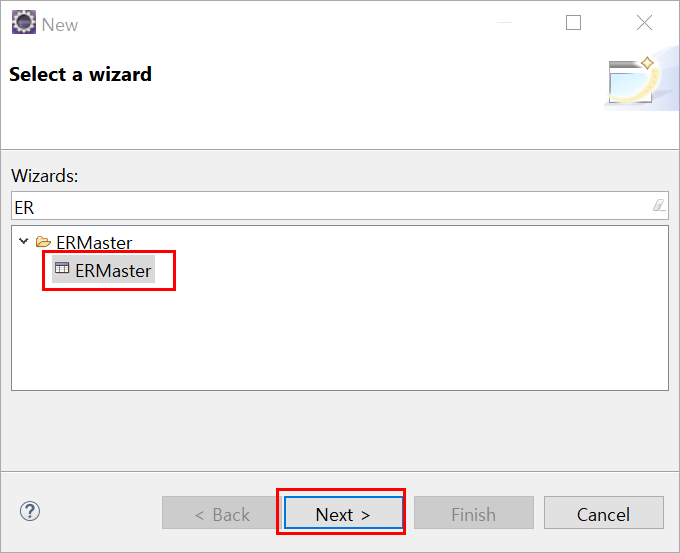 New
Select a wizard
Wizards:
ER
ERMaster
ERMaster
< Back
Next >
Finish
Cancel